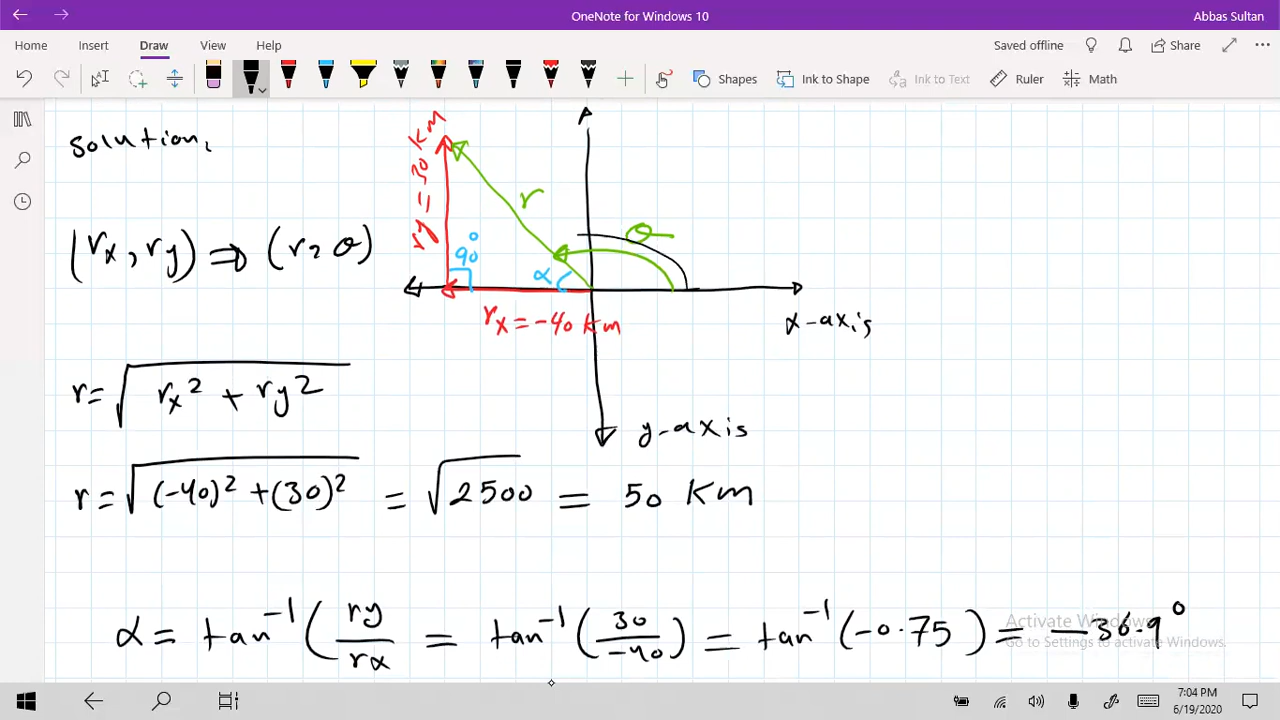 OneNote for Windows 10
Abbas Sultan
Home Insert Draw View Help
Saved offline Share
Shapes Ink to Shape Ink to Text Ruler Math
solution,
(rx, ry) ⇒ (r, θ)
ry = 30 km
r
θ
90°
α
rx = -40 km
x-axis
y-axis
r = √(rx² + ry²)
r = √((-40)² + (30)²) = √2500 = 50 km
α = tan⁻¹(ry/rx = tan⁻¹(30/-40) = tan⁻¹(-0.75) = -36.9°
Activate Windows
Go to Settings to activate Windows.
7:04 PM
6/19/2020